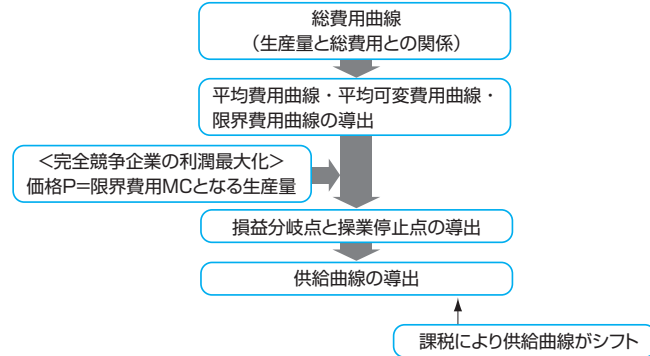 総費用曲線
（生産量と総費用との関係）
平均費用曲線・平均可変費用曲線・
限界費用曲線の導出
＜完全競争企業の利潤最大化＞
価格P=限界費用MCとなる生産量
損益分岐点と操業停止点の導出
供給曲線の導出
課税により供給曲線がシフト